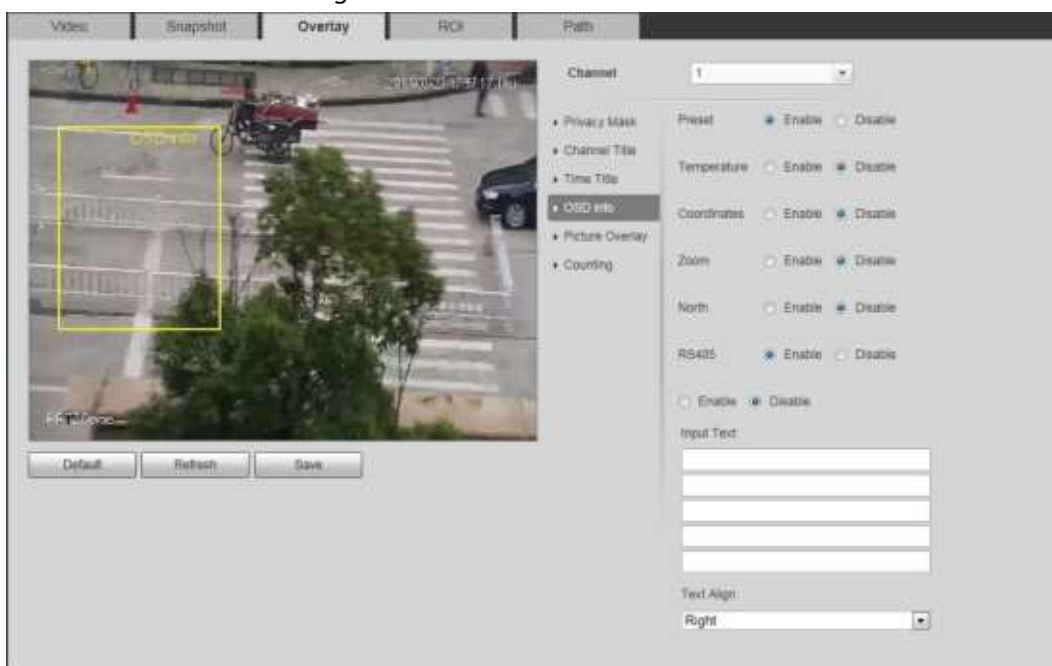 Video Snapshot Overlay ROI Path
Channel 1
Privacy Mask
Channel Title
Time Title
OSD Info
Picture Overlay
Counting
Preset Enable Disable
Temperature Enable Disable
Coordinates Enable Disable
Zoom Enable Disable
North Enable Disable
RS485 Enable Disable
Enable Disable
Input Text
Text Align
Right
OSD Info
Default Refresh Save